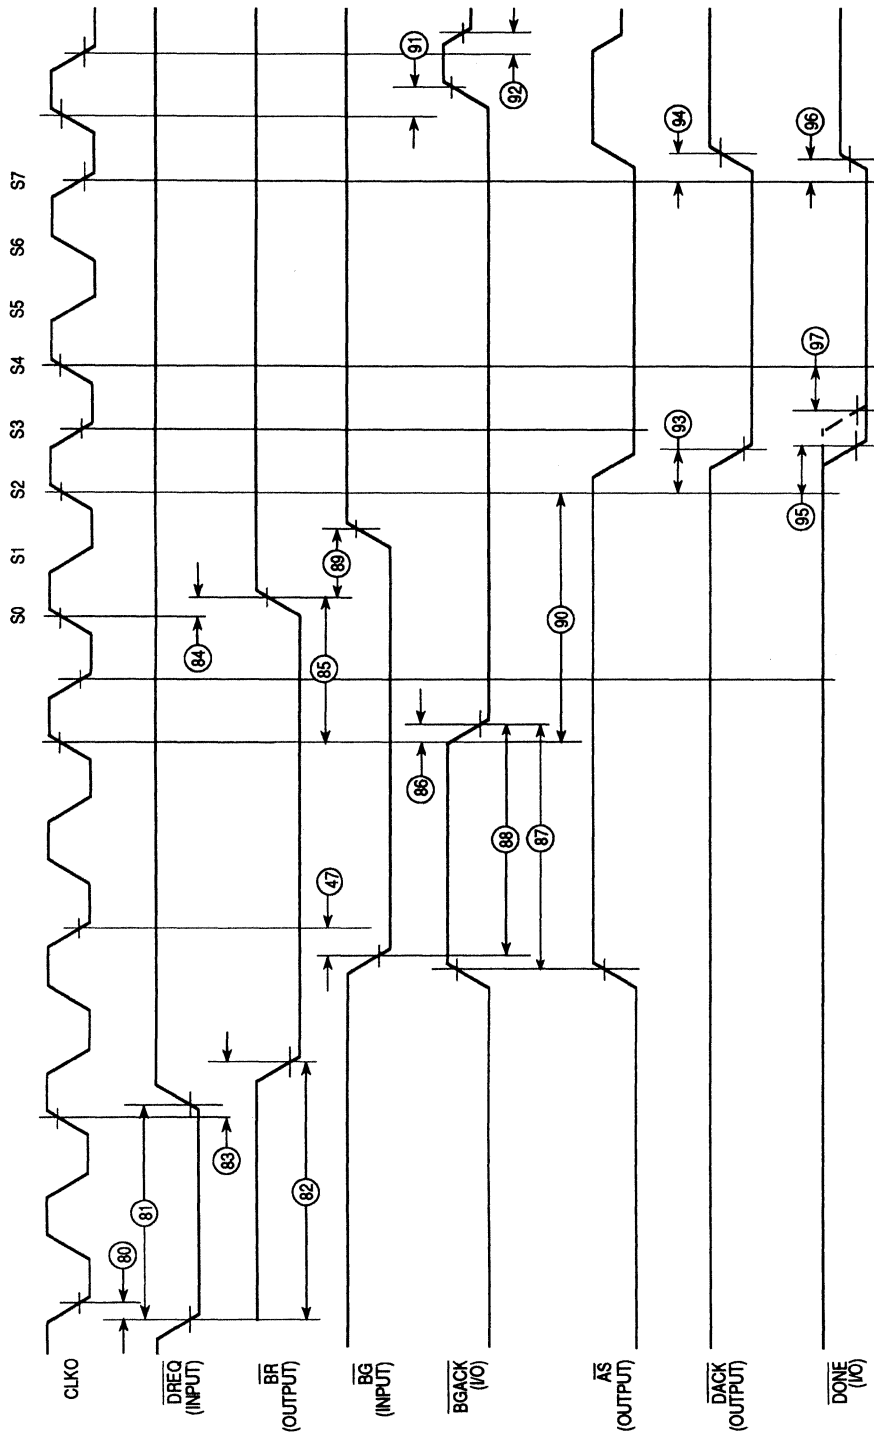 S0 S1 S2 S3 S4 S5 S6 S7
CLKO
80
81
DREQ
(INPUT)
83
84
82
BR
(OUTPUT)
47
85
89
BG
(INPUT)
86
91
BGACK
(I/O)
88
92
87
90
AS
(OUTPUT)
93
94
DACK
(OUTPUT)
95
97
96
DONE
(I/O)